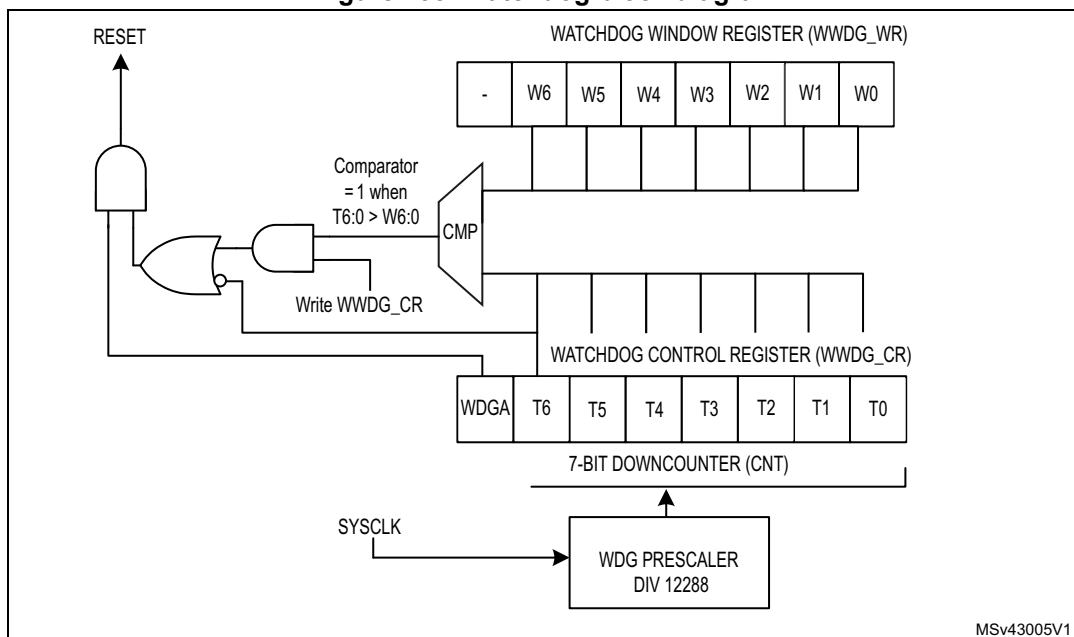 RESET
WATCHDOG WINDOW REGISTER (WWDG_WR)
- W6 W5 W4 W3 W2 W1 W0
Comparator
= 1 when
T6:0 > W6:0
CMP
Write WWDG_CR
WATCHDOG CONTROL REGISTER (WWDG_CR)
WDGA T6 T5 T4 T3 T2 T1 T0
7-BIT DOWNCOUNTER (CNT)
SYSCLK
WDG PRESCALER
DIV 12288
MSv43005V1